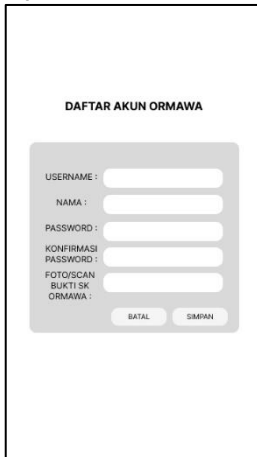 DAFTAR AKUN ORMAWA
USERNAME :
NAMA :
PASSWORD :
KONFIRMASI
PASSWORD :
FOTO/SCAN
BUKTI SK
ORMAWA :
BATAL SIMPAN